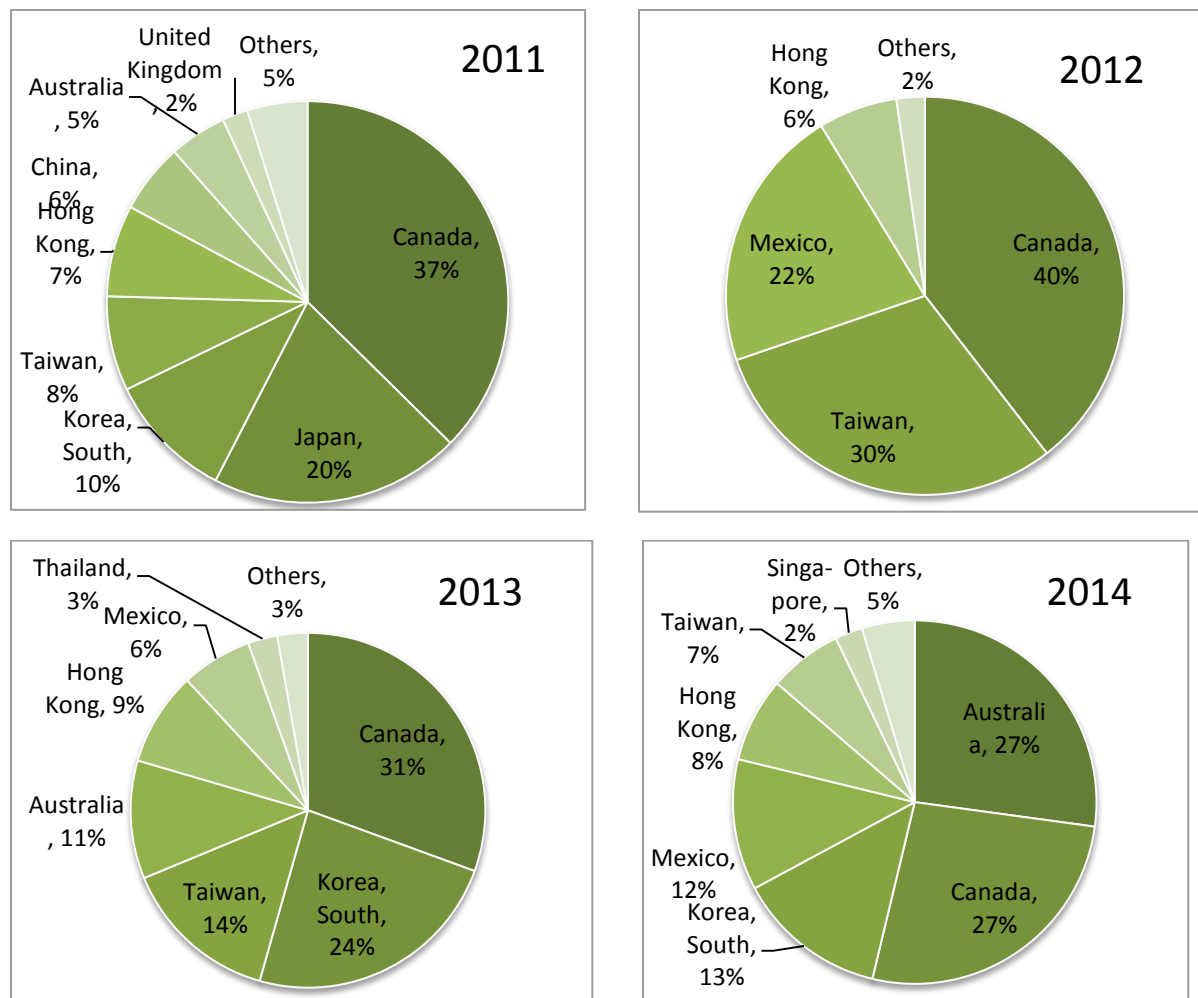 2011
United
Kingdom
, 2%
Others,
5%
Australia
, 5%
China,
6%
Hong
Kong,
7%
Taiwan,
8%
Korea,
South,
10%
Japan,
20%
Canada,
37%
2012
Hong
Kong,
6%
Others,
2%
Mexico,
22%
Canada,
40%
Taiwan,
30%
2013
Thailand,
3%
Others,
3%
Mexico,
6%
Hong
Kong, 9%
Canada,
31%
Australia
, 11%
Taiwan,
14%
Korea,
South,
24%
2014
Singa-
pore,
2%
Others,
5%
Taiwan,
7%
Hong
Kong,
8%
Australi
a, 27%
Mexico,
12%
Korea,
South,
13%
Canada,
27%